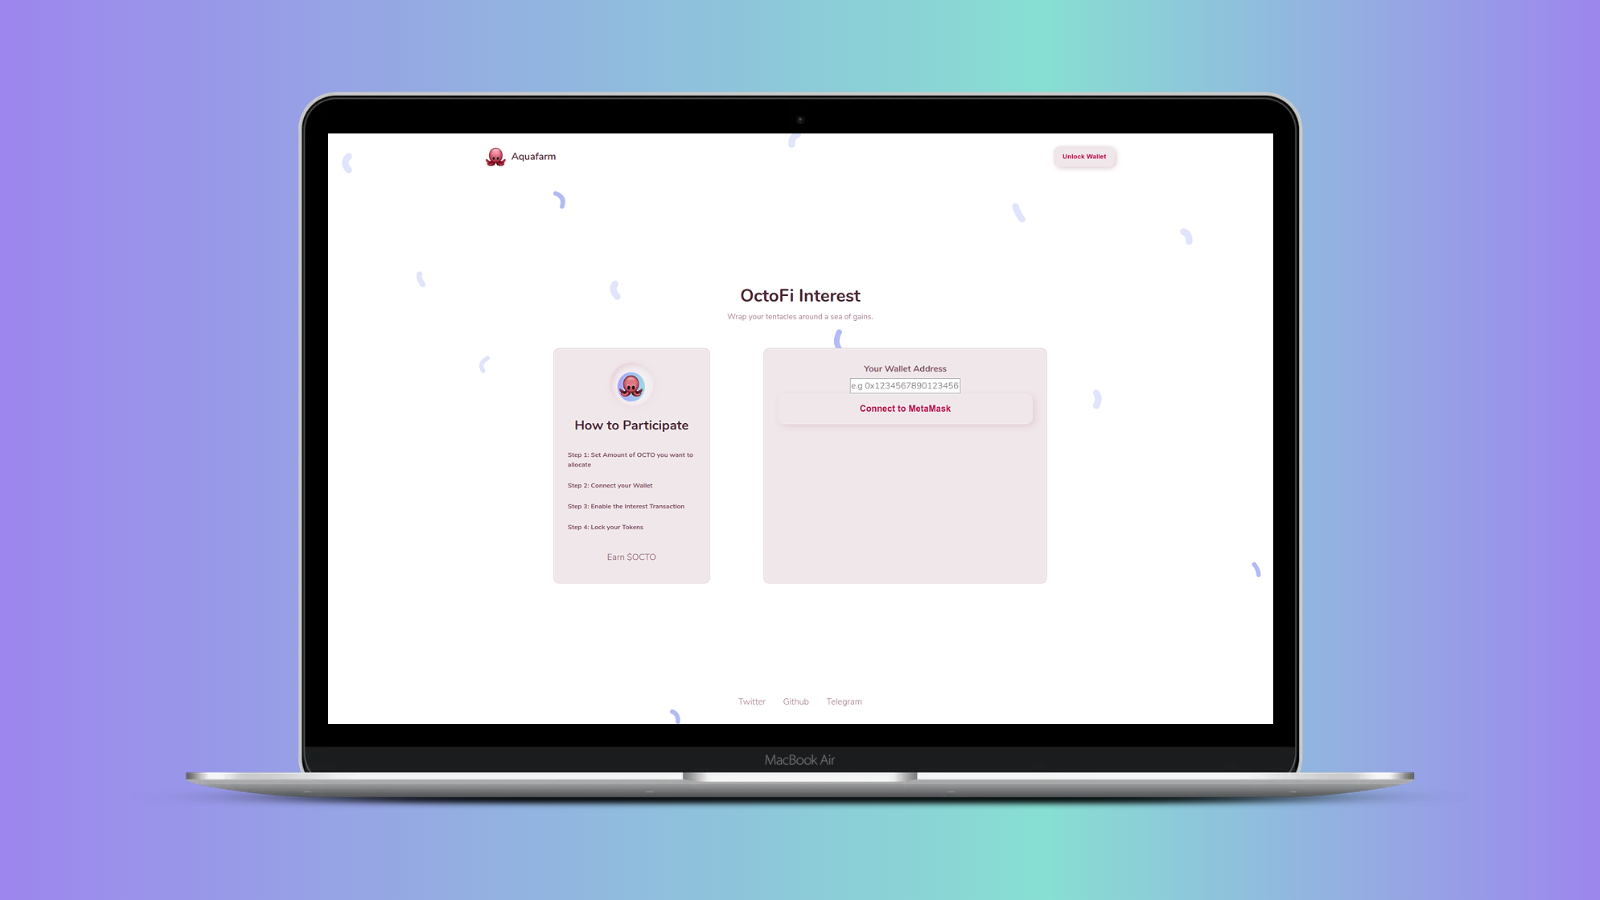 Aquafarm
Unlock Wallet
OctoFi Interest
Wrap your tentacles around a sea of gains.
How to Participate
Step 1: Set Amount of OCTO you want to
allocate
Step 2: Connect your Wallet
Step 3: Enable the Interest Transaction
Step 4: Lock your Tokens
Earn $OCTO
Your Wallet Address
e.g 0x1234567890123456
Connect to MetaMask
Twitter Github Telegram
MacBook Air